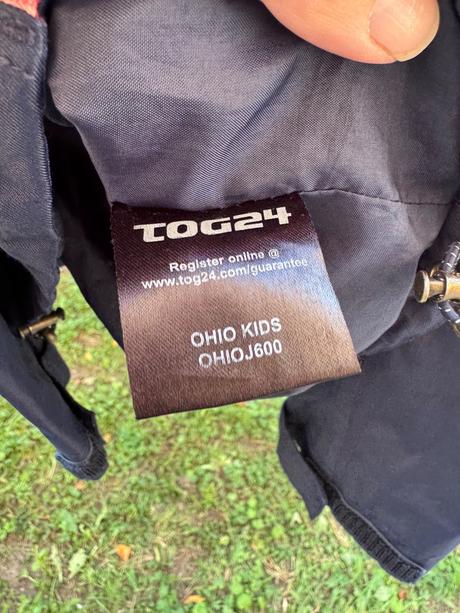 TOG24
Register online @
www.tog24.com/guarantee
OHIO KIDS
OHIOJ600